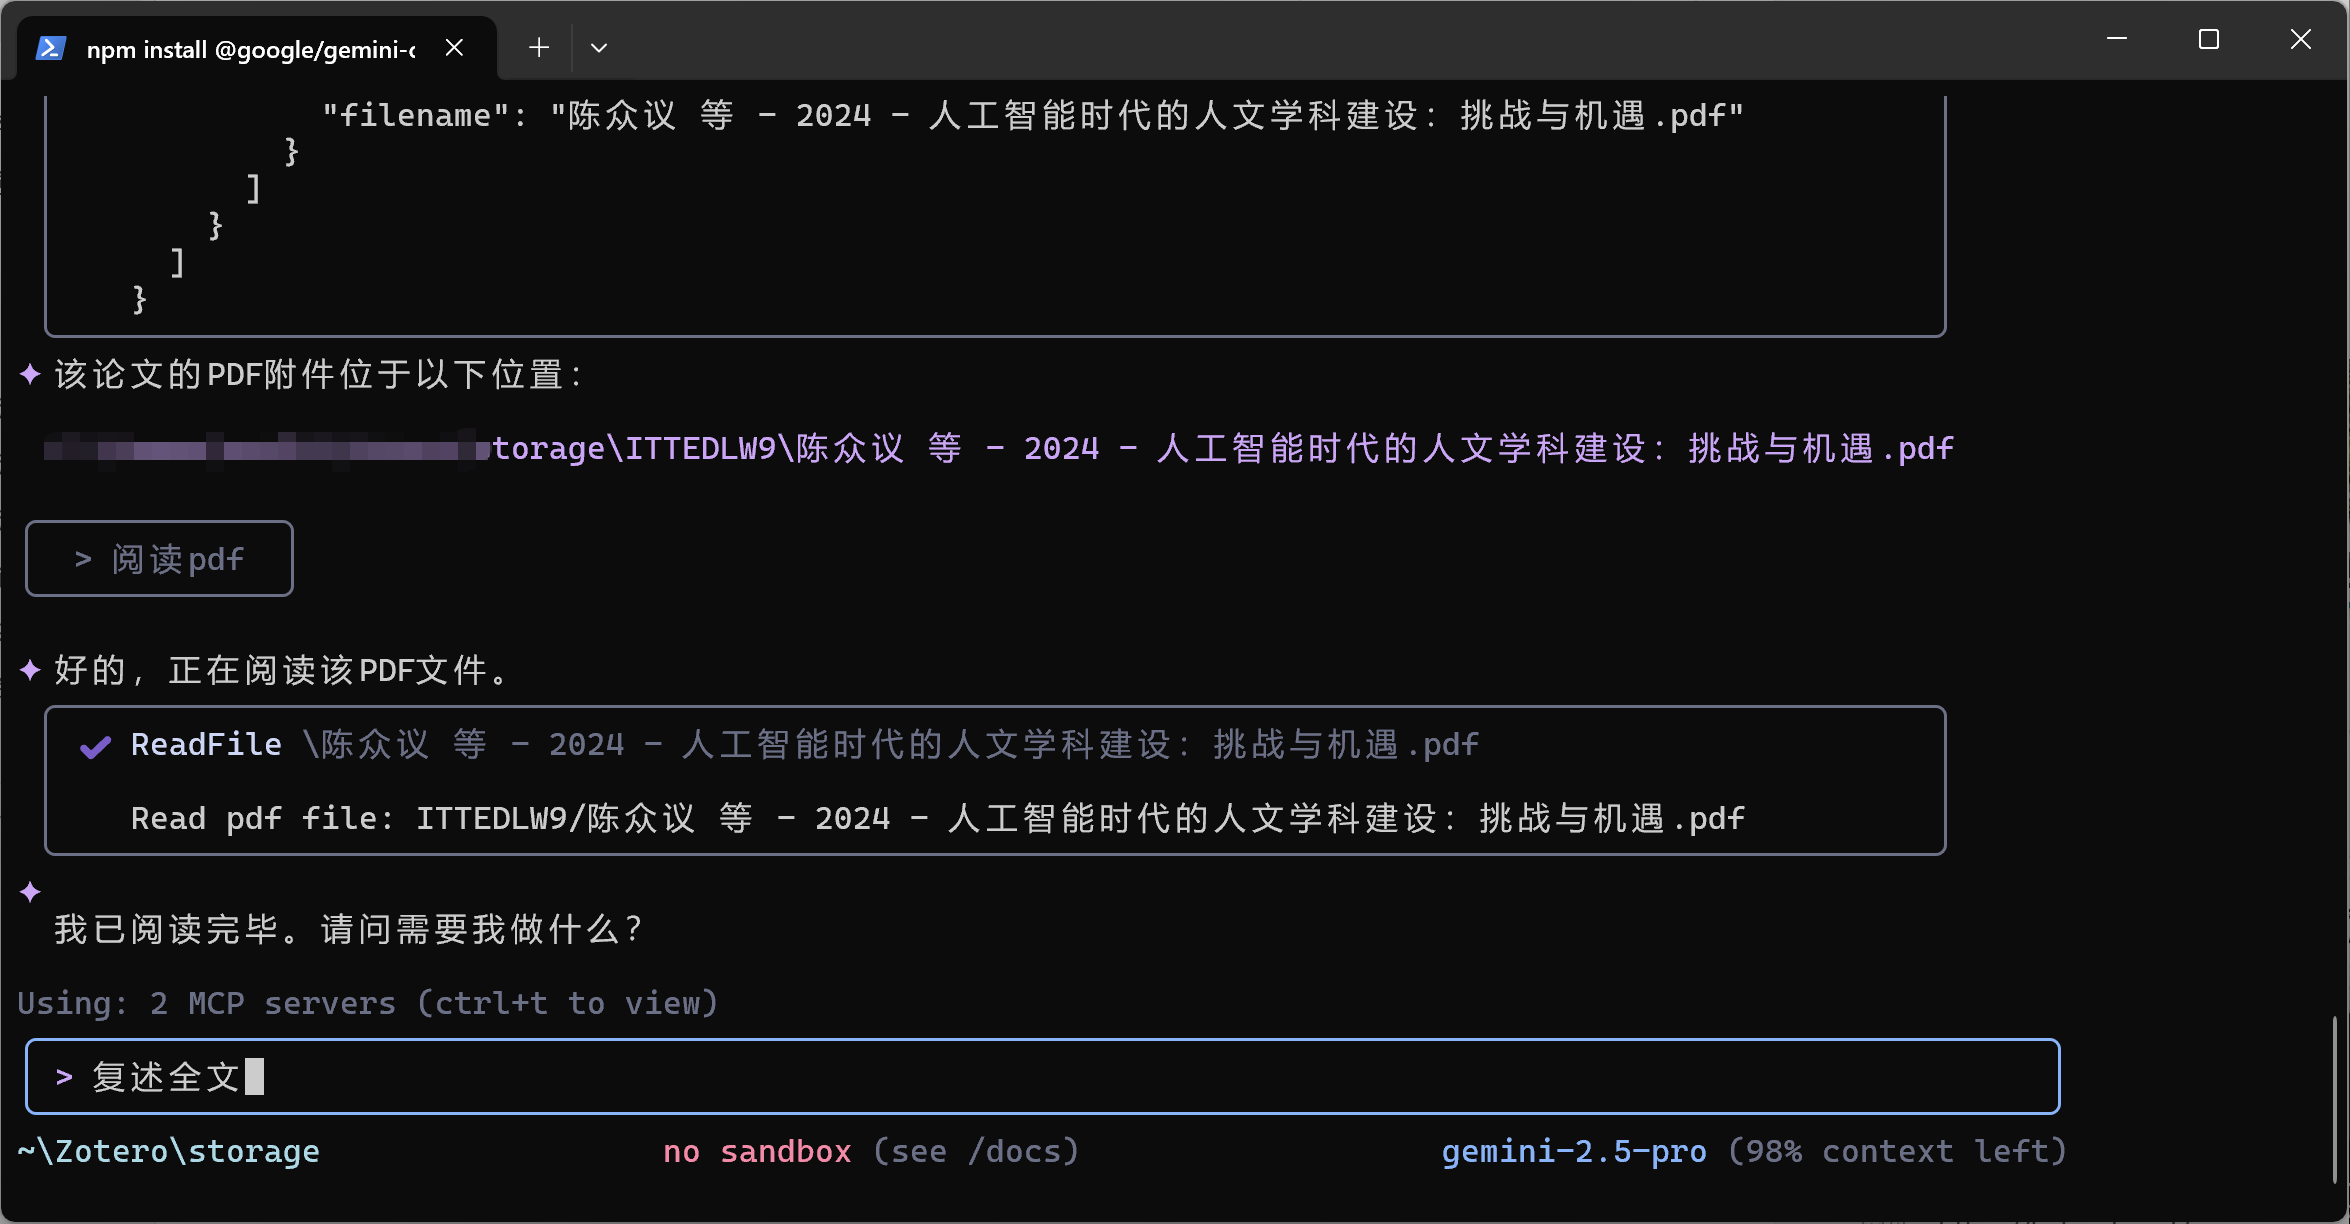 npm install @google/gemini-c
"filename": "陈众议 等 - 2024 - 人工智能时代的人文学科建设：挑战与机遇.pdf"
}
]
}
]
}
✦ 该论文的PDF附件位于以下位置：
torage\ITTEDLW9\陈众议 等 - 2024 - 人工智能时代的人文学科建设：挑战与机遇.pdf
> 阅读pdf
✦ 好的，正在阅读该PDF文件。
✔ ReadFile \陈众议 等 - 2024 - 人工智能时代的人文学科建设：挑战与机遇.pdf
Read pdf file: ITTEDLW9/陈众议 等 - 2024 - 人工智能时代的人文学科建设：挑战与机遇.pdf
✦
我已阅读完毕。请问需要我做什么？
Using: 2 MCP servers (ctrl+t to view)
> 复述全文
~\Zotero\storage no sandbox (see /docs) gemini-2.5-pro (98% context left)